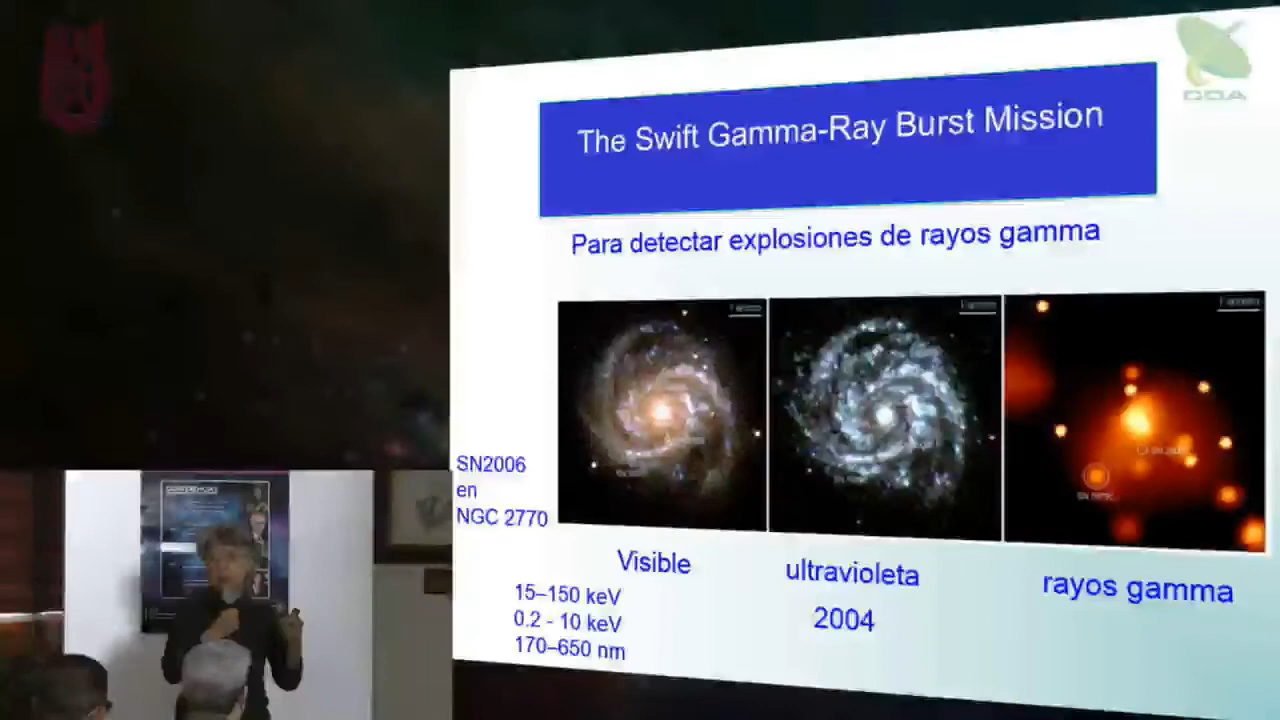 The Swift Gamma-Ray Burst Mission
Para detectar explosiones de rayos gamma
SN2006
en
NGC 2770
Visible
ultravioleta
rayos gamma
15–150 keV
0.2 - 10 keV
170–650 nm
2004